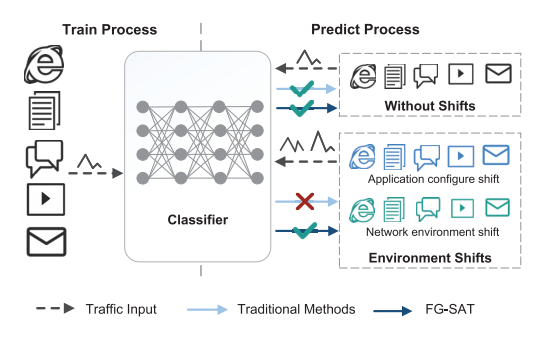 Train Process
Predict Process
Without Shifts
Application configure shift
Classifier
Network environment shift
Environment Shifts
Traffic Input
Traditional Methods
FG-SAT